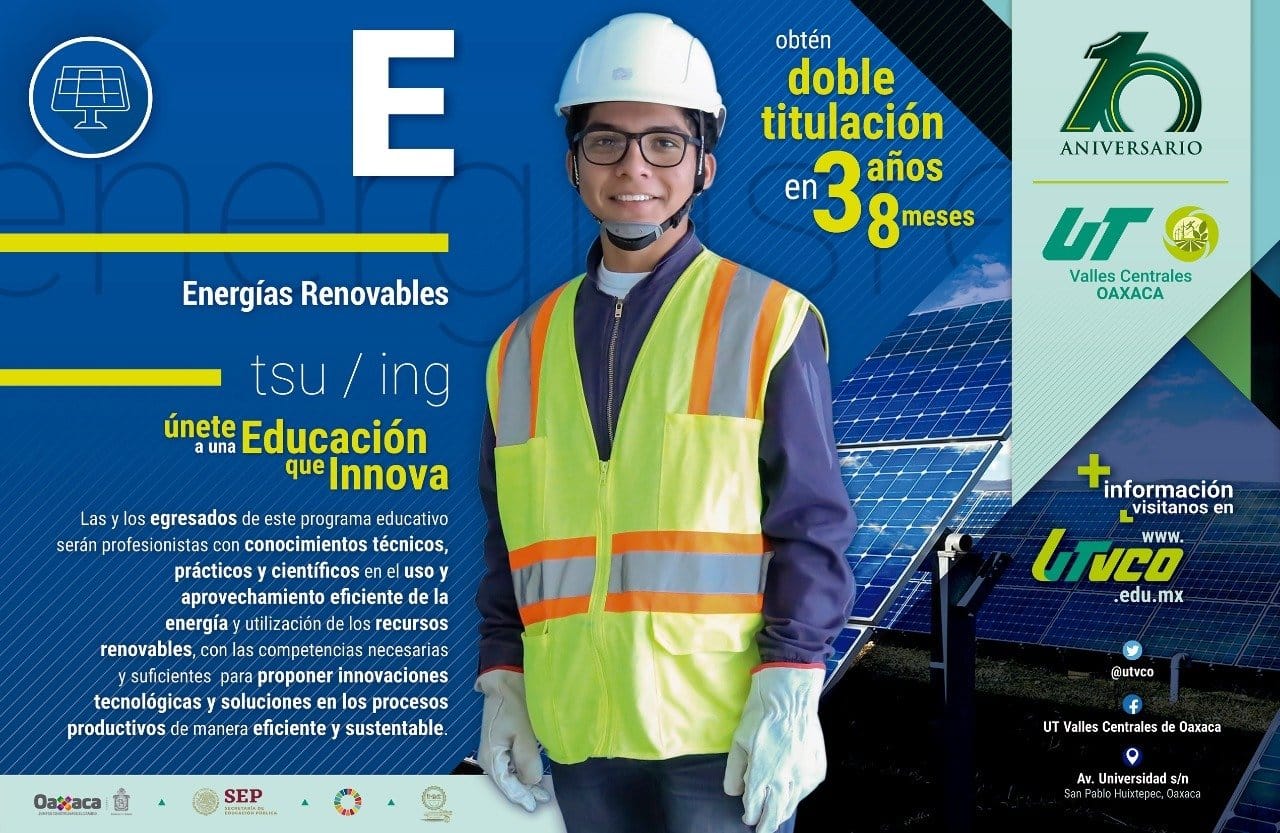 E
Energías Renovables
tsu / ing
únete
a una Educación
que Innova
Las y los egresados de este programa educativo
serán profesionistas con conocimientos técnicos,
prácticos y científicos en el uso y
aprovechamiento eficiente de la
energía y utilización de los recursos
renovables, con las competencias necesarias
y suficientes para proponer innovaciones
tecnológicas y soluciones en los procesos
productivos de manera eficiente y sustentable.
obtén
doble
titulación
en 3 años
8 meses
10
ANIVERSARIO
UT
Valles Centrales
OAXACA
+ información
visitanos en
www.
UTVCO
.edu.mx
@utvco
UT Valles Centrales de Oaxaca
Av. Universidad s/n
San Pablo Huixtepec, Oaxaca
Oaxaca
SEP
SECRETARÍA DE
EDUCACIÓN PÚBLICA